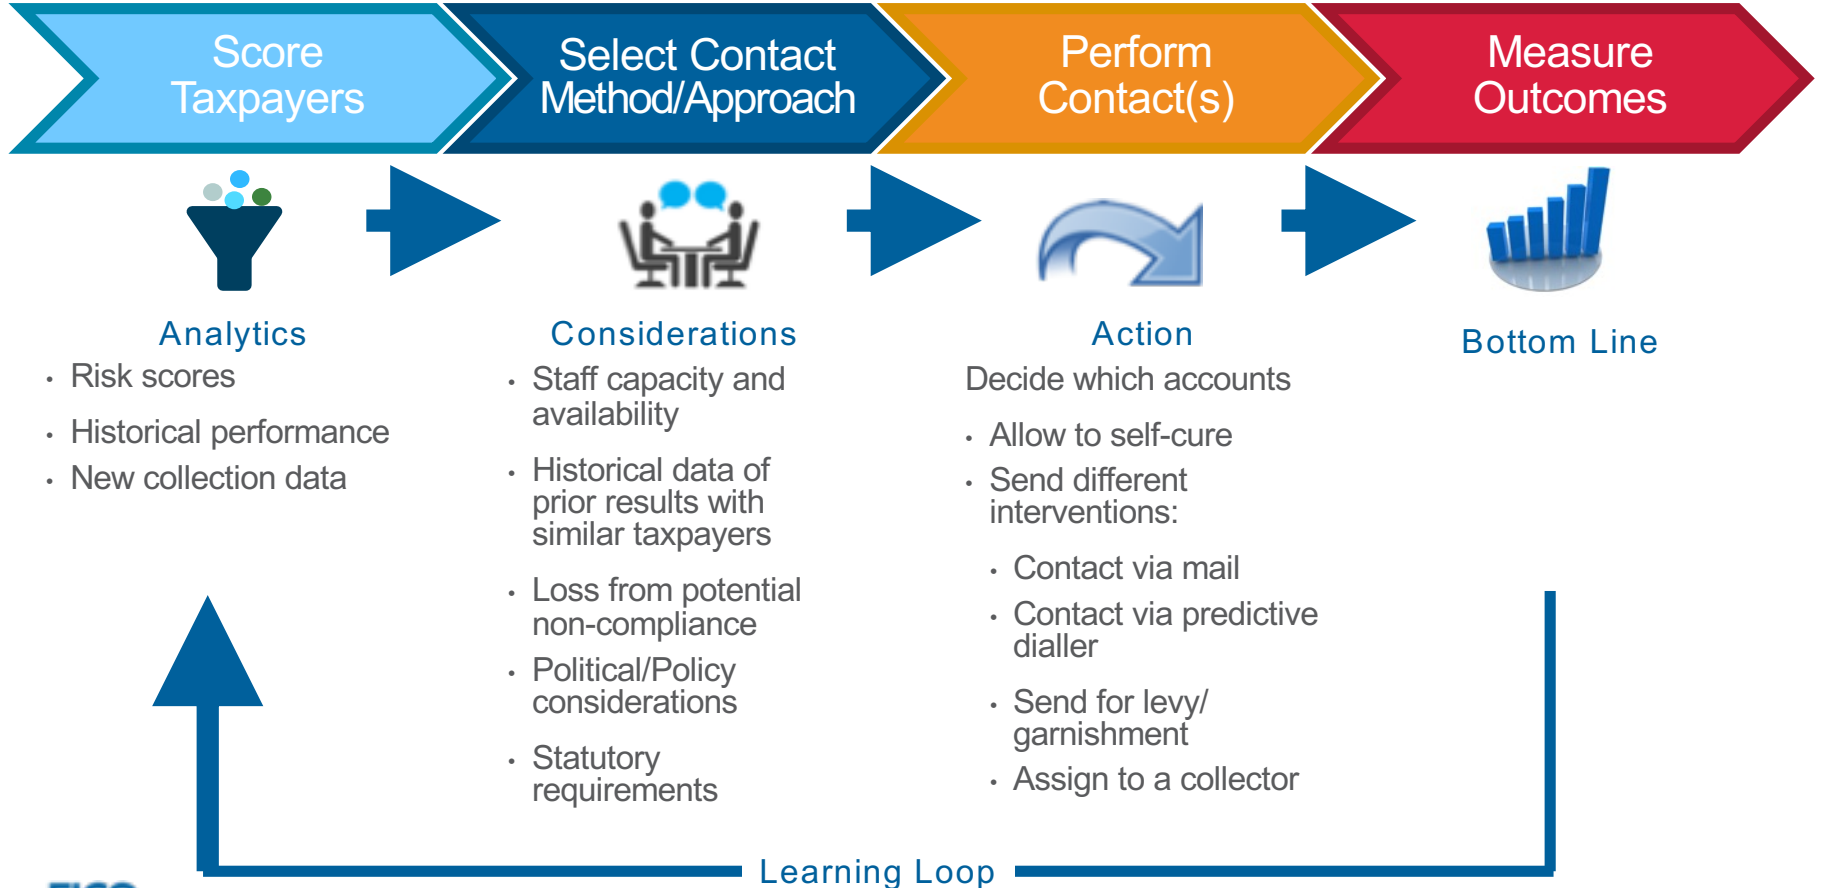 Score
Taxpayers
Select Contact
Method/Approach
Perform
Contact(s)
Measure
Outcomes
Analytics
• Risk scores
• Historical performance
• New collection data
Considerations
• Staff capacity and
availability
• Historical data of
prior results with
similar taxpayers
• Loss from potential
non-compliance
• Political/Policy
considerations
• Statutory
requirements
Action
Decide which accounts
• Allow to self-cure
• Send different
interventions:
• Contact via mail
• Contact via predictive
dialler
• Send for levy/
garnishment
• Assign to a collector
Bottom Line
Learning Loop
FICO